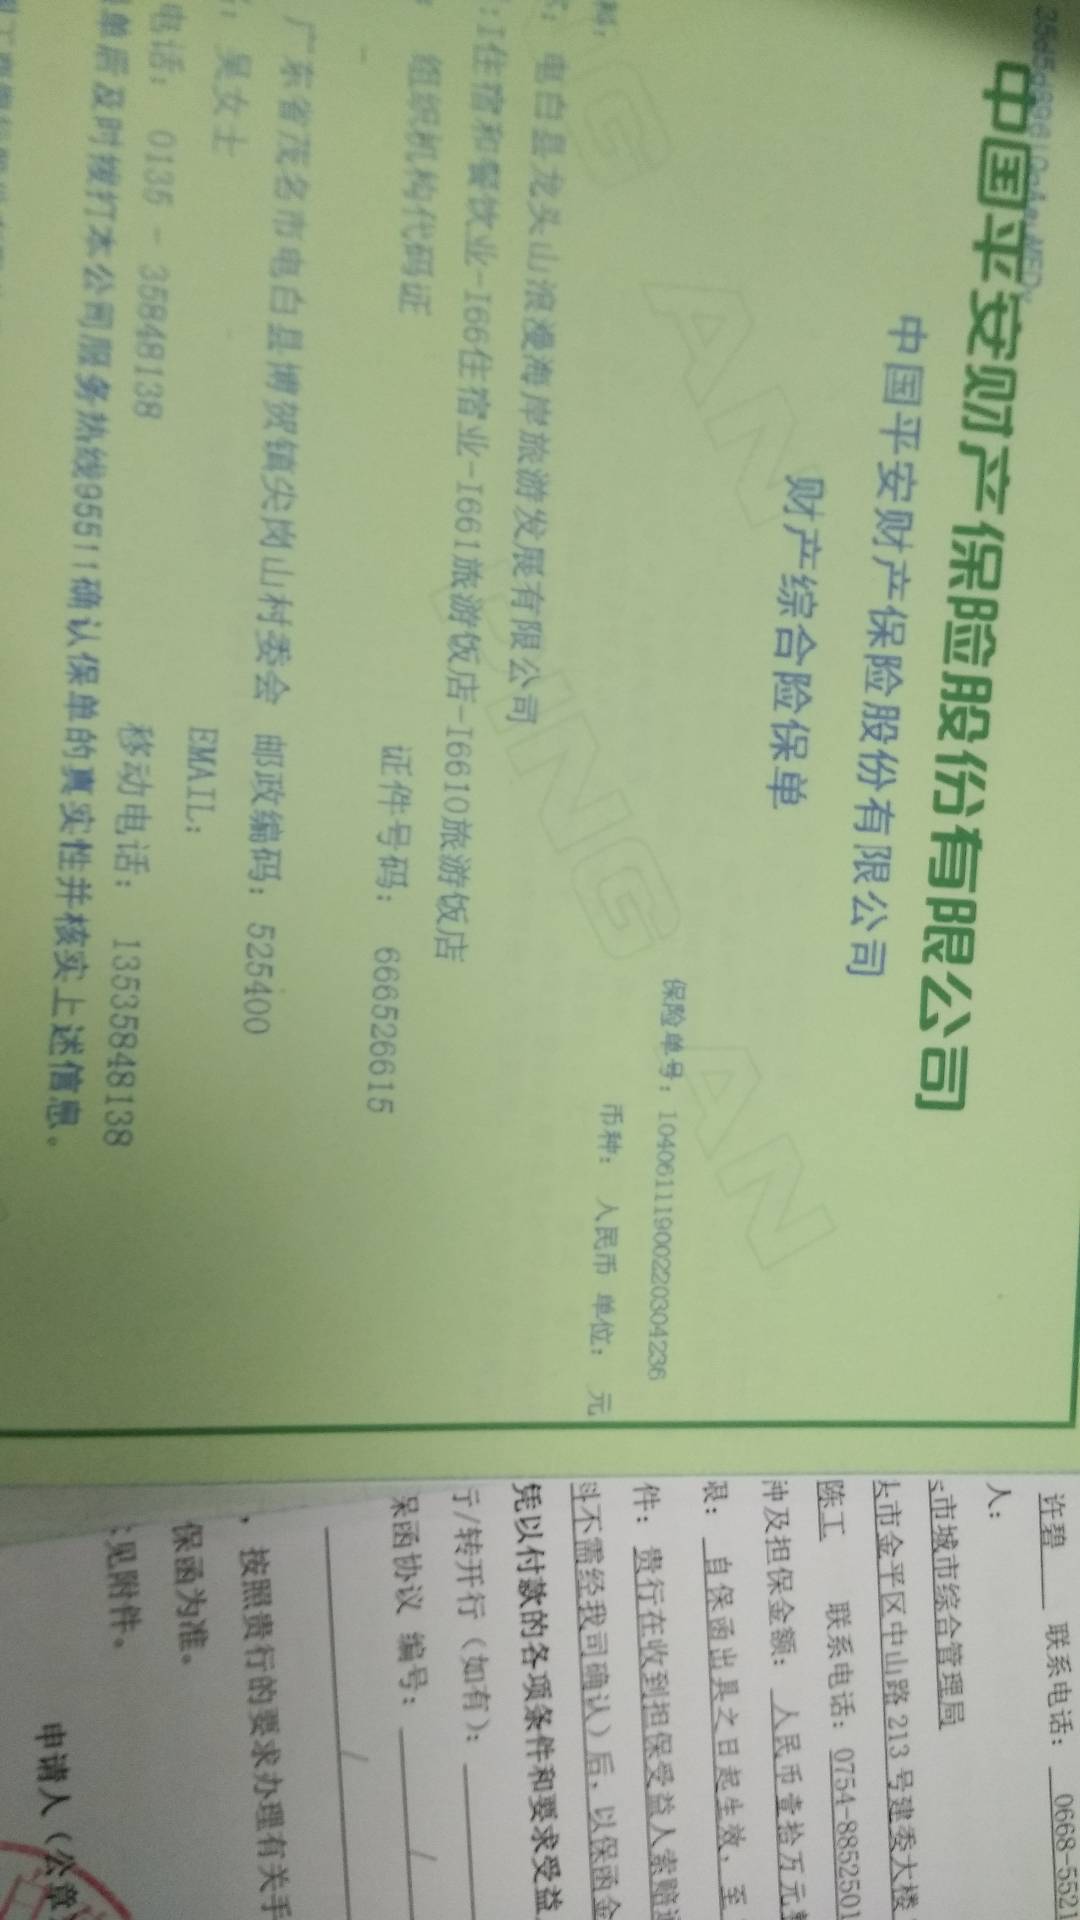 中国平安财产保险股份有限公司
中国平安财产保险股份有限公司
财产综合险保单
保险单号：10406111900220304236
币种： 人民币 单位： 元
料：
：电白县龙头山浪漫海岸旅游发展有限公司
：I住宿和餐饮业-I66住宿业-I661旅游饭店-I6610旅游饭店
： 组织机构代码证 证件号码： 666526615
广东省茂名市电白县博贺镇尖岗山村委会 邮政编码： 525400
：吴女士 EMAIL：
电话： 0135 - 35848138 移动电话： 13535848138
单后及时拨打本公司服务热线95511确认保单的真实性并核实上述信息。
PING AN
许碧 联系电话： 0668-5521
人：
市城市综合管理局
市金平区中山路 213 号建委大楼
陈工 联系电话：0754-8852501
种及担保金额： 人民币壹拾万元整
限： 自保函出具之日起生效，至
件： 贵行在收到担保受益人索赔
不需经我司确认）后，以保函金
凭以付款的各项条件和要求受益
行/转开行（如有）：
保函协议 编号： /
/
，按照贵行的要求办理有关手
保函为准。
：见附件。
申请人（公章）